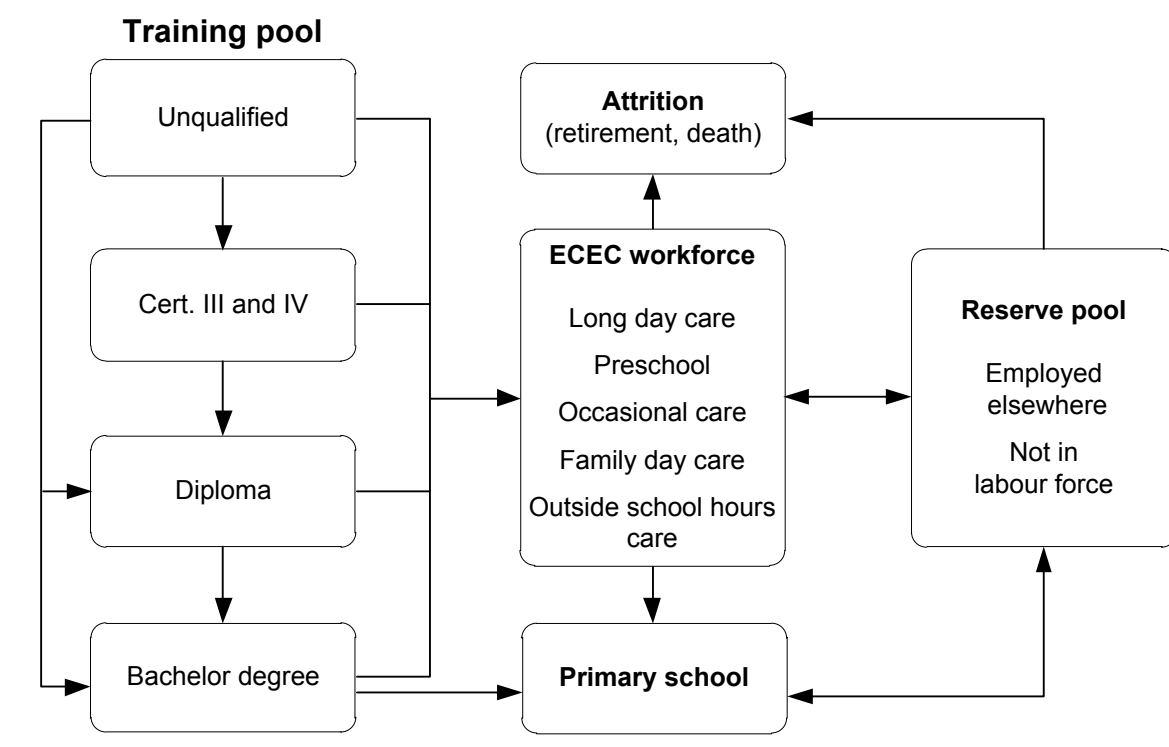 Training pool
Unqualified
Cert. III and IV
Diploma
Bachelor degree
Attrition
(retirement, death)
ECEC workforce
Long day care
Preschool
Occasional care
Family day care
Outside school hours
care
Primary school
Reserve pool
Employed
elsewhere
Not in
labour force